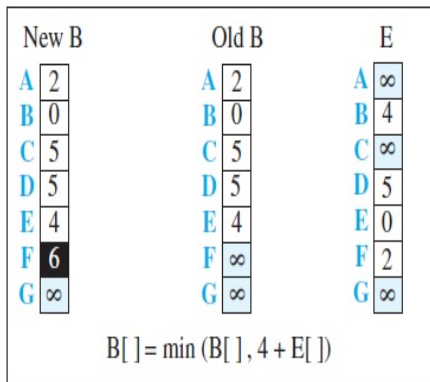 New B Old B E
A 2 A 2 A ∞
B 0 B 0 B 4
C 5 C 5 C ∞
D 5 D 5 D 5
E 4 E 4 E 0
F 6 F ∞ F 2
G ∞ G ∞ G ∞
B[ ] = min (B[ ] , 4 + E[ ])